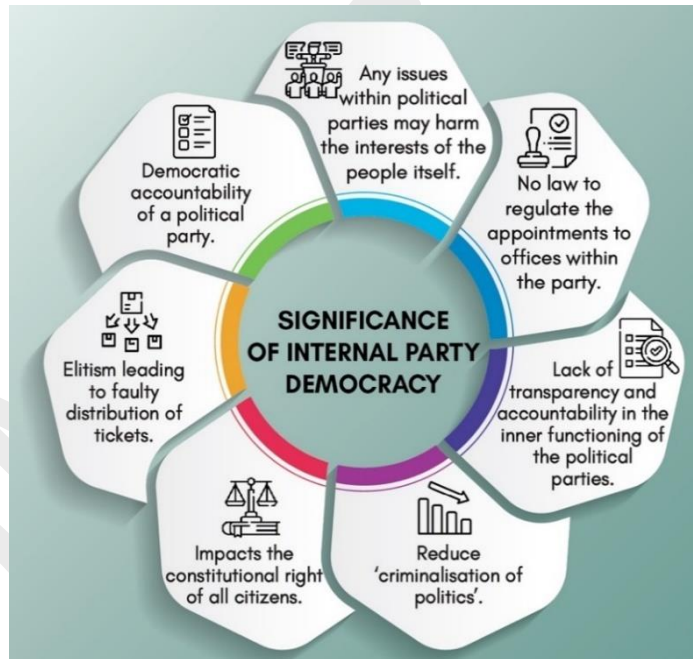 SIGNIFICANCE
OF INTERNAL PARTY
DEMOCRACY
Any issues
within political
parties may harm
the interests of the
people itself.
No law to
regulate the
appointments to
offices within
the party.
Lack of
transparency and
accountability in the
inner functioning of
the political
parties.
Reduce
‘criminalisation of
politics’.
Impacts the
constitutional right
of all citizens.
Elitism leading
to faulty
distribution of
tickets.
Democratic
accountability
of a political
party.